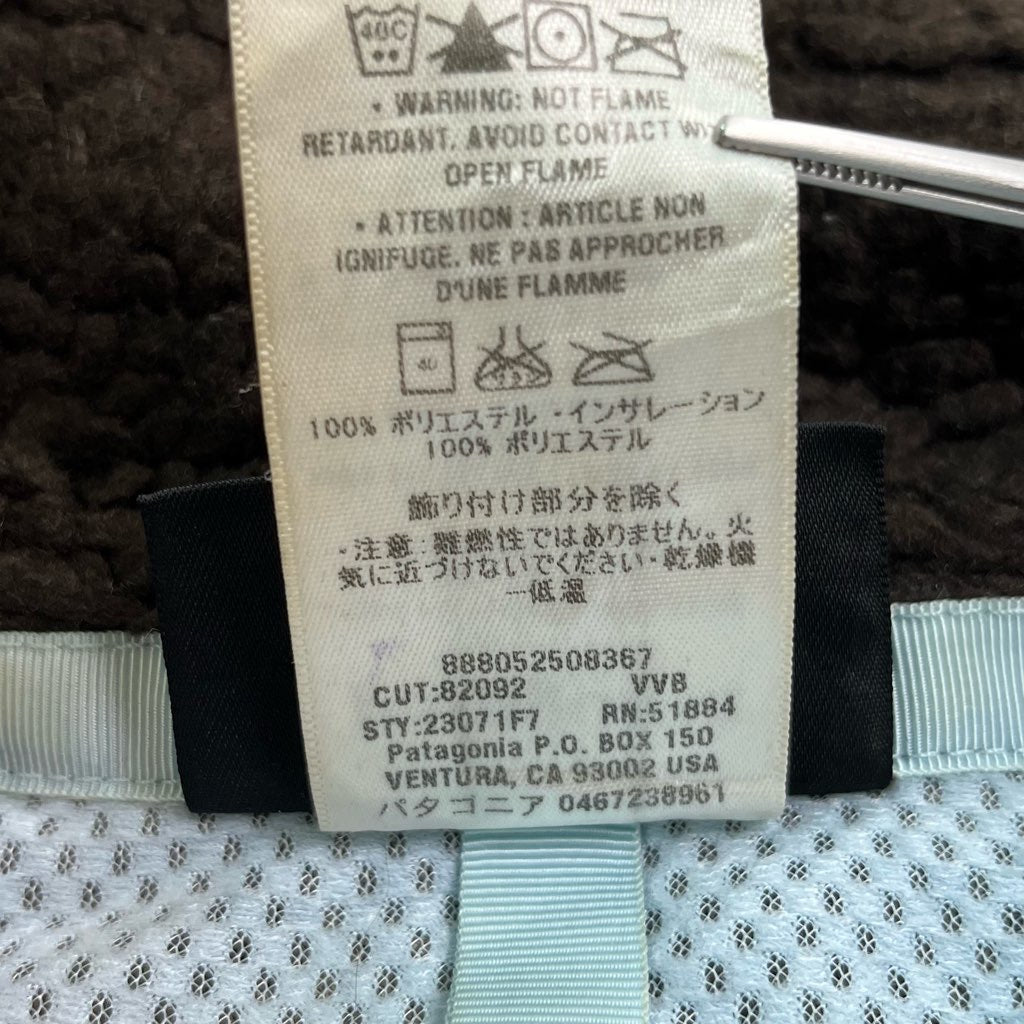 40C
• WARNING: NOT FLAME
RETARDANT. AVOID CONTACT
OPEN FLAME
• ATTENTION : ARTICLE NON
IGNIFUGE. NE PAS APPROCHER
D'UNE FLAMME
40
100% ポリエステル ・インサレーション
100% ポリエステル
飾り付け部分を除く
・注意:難燃性ではありません。火
気に近づけないでください・乾燥機
ー低温
888052508367
CUT:82092 VVB
STY:23071F7 RN:51884
Patagonia P.O. BOX 150
VENTURA, CA 93002 USA
パタゴニア 0467238961